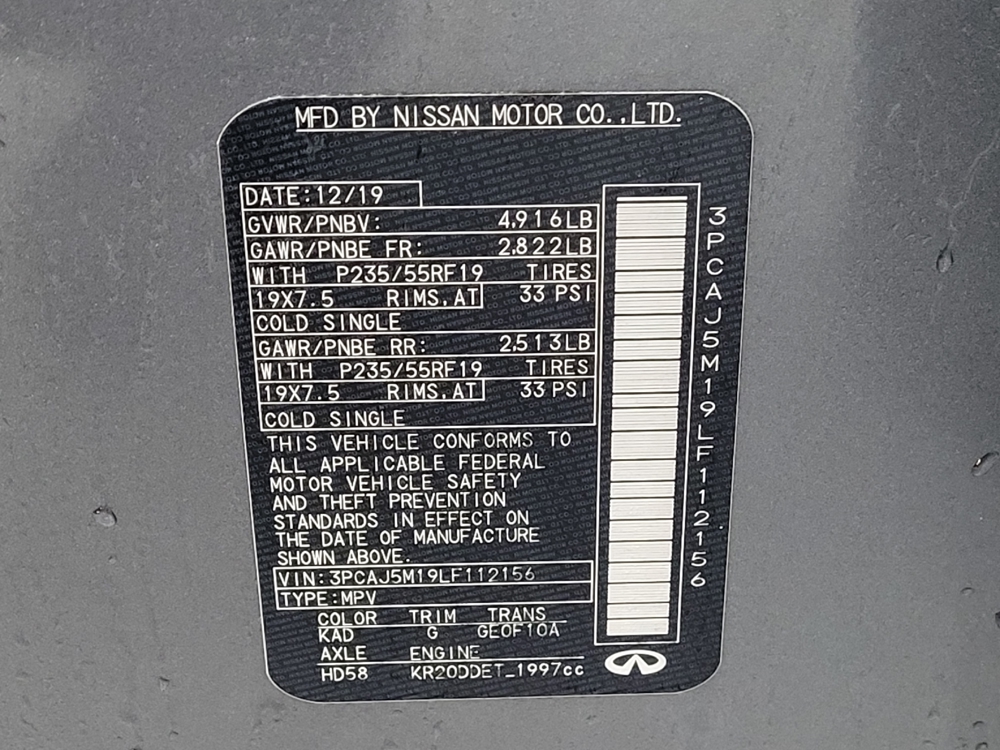 MFD BY NISSAN MOTOR CO.,LTD.
DATE:12/19
GVWR/PNBV: 4,916LB
GAWR/PNBE FR: 2,822LB
WITH P235/55RF19 TIRES
19X7.5 RIMS,AT 33 PSI
COLD SINGLE
GAWR/PNBE RR: 2,513LB
WITH P235/55RF19 TIRES
19X7.5 RIMS,AT 33 PSI
COLD SINGLE
THIS VEHICLE CONFORMS TO
ALL APPLICABLE FEDERAL
MOTOR VEHICLE SAFETY
AND THEFT PREVENTION
STANDARDS IN EFFECT ON
THE DATE OF MANUFACTURE
SHOWN ABOVE.
VIN:3PCAJ5M19LF112156
TYPE:MPV
COLOR TRIM TRANS
KAD G GE0F10A
AXLE ENGINE
HD58 KR20DDET_1997cc
3PCAJ5M19LF112156